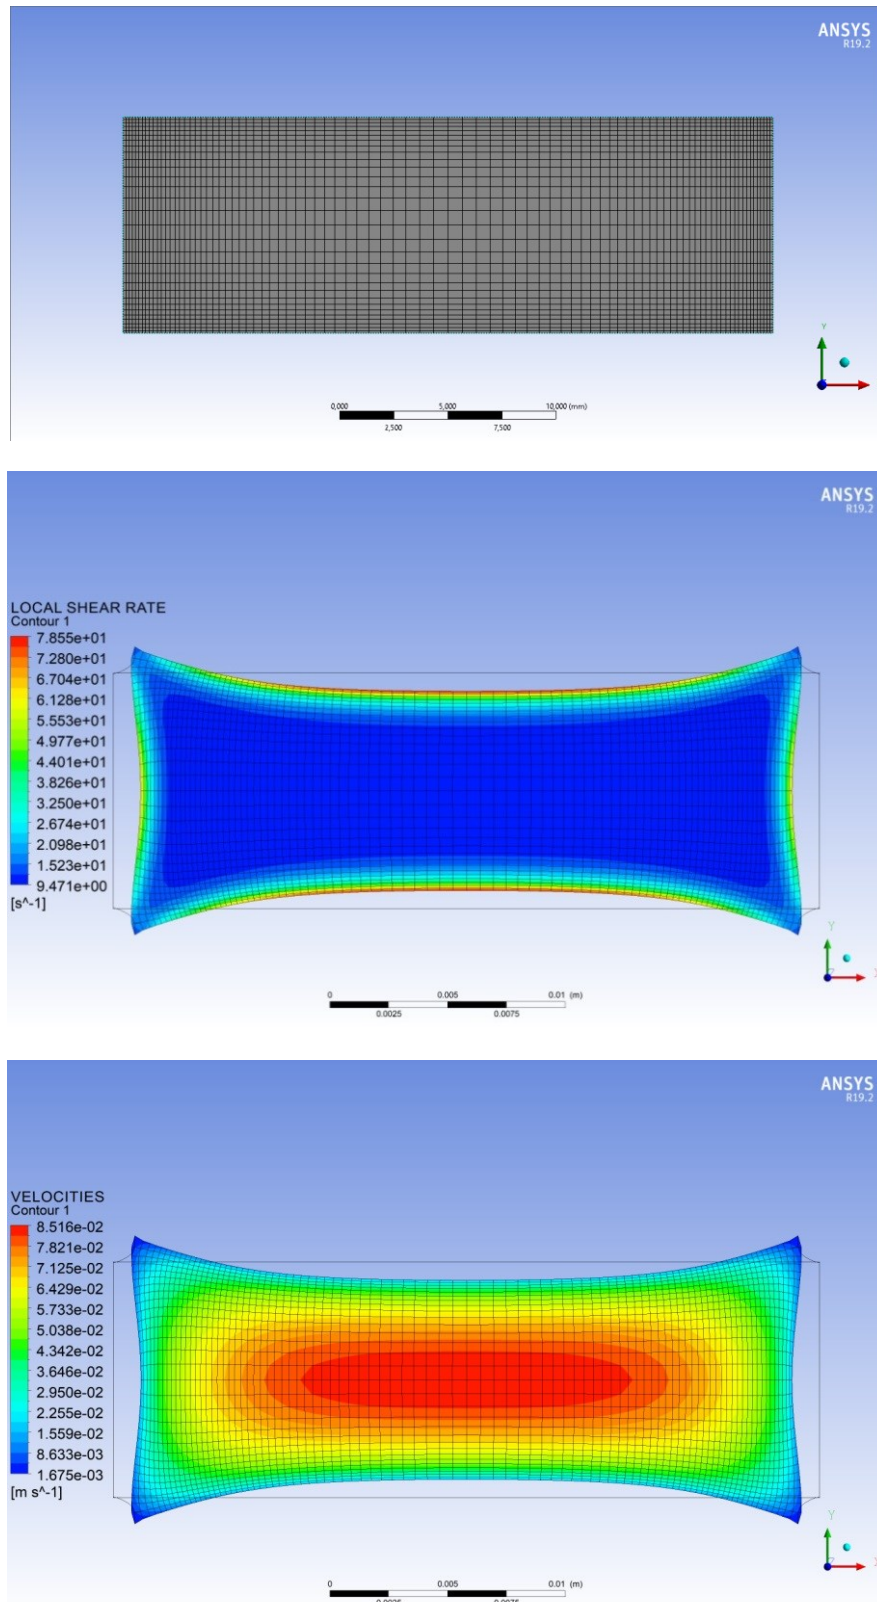 ANSYS
R19.2
Y
0,000 5,000 10,000 (mm)
2,500 7,500
ANSYS
R19.2
LOCAL SHEAR RATE
Contour 1
7.855e+01
7.280e+01
6.704e+01
6.128e+01
5.553e+01
4.977e+01
4.401e+01
3.826e+01
3.250e+01
2.674e+01
2.098e+01
1.523e+01
9.471e+00
[s^-1]
Y
Z X
0 0.005 0.01 (m)
0.0025 0.0075
ANSYS
R19.2
VELOCITIES
Contour 1
8.516e-02
7.821e-02
7.125e-02
6.429e-02
5.733e-02
5.038e-02
4.342e-02
3.646e-02
2.950e-02
2.255e-02
1.559e-02
8.633e-03
1.675e-03
[m s^-1]
Y
Z X
0 0.005 0.01 (m)
0.0025 0.0075